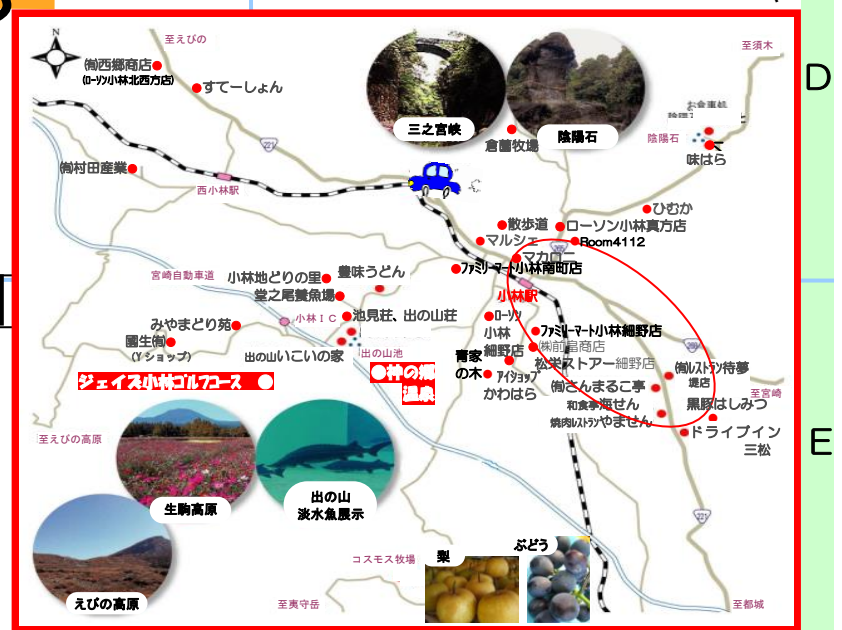 至えびの
至須木
㈲西郷商店
(ﾛｰｿﾝ小林北西方店)
すてーしょん
D
三之宮峡
陰陽石
倉薗牧場
陰陽石
味はら
221
㈲村田産業
西小林駅
ひむか
散歩道
ローソン小林真方店
マルシェ
Room4112
マカロニ
ﾌｧﾐﾘｰﾏｰﾄ小林南町店
宮崎自動車道
小林地どりの里
豊味うどん
堂之尾養魚場
小林駅
小林ＩＣ
池見荘、出の山荘
ﾛｰｿﾝ
小林
細野店
みやまどり苑
國生㈲
(Ｙショップ)
出の山いこいの家
出の山池
ﾌｧﾐﾘｰﾏｰﾄ小林細野店
㈱前畠商店
松栄ストアー細野店
青家
の木
ｱｲｼｮｯﾌﾟ
かわはら
㈲ﾚｽﾄﾗﾝ待夢
堤店
ジェイズ小林ゴルフコース
●神の郷
温泉
㈲さんまるこ亭
和食亭海せん
焼肉ﾚｽﾄﾗﾝやません
至宮崎
黒豚はしみつ
ドライブイン
三松
至えびの高原
E
生駒高原
出の山
淡水魚展示
221
えびの高原
コスモス牧場
梨
ぶどう
至夷守岳
至都城